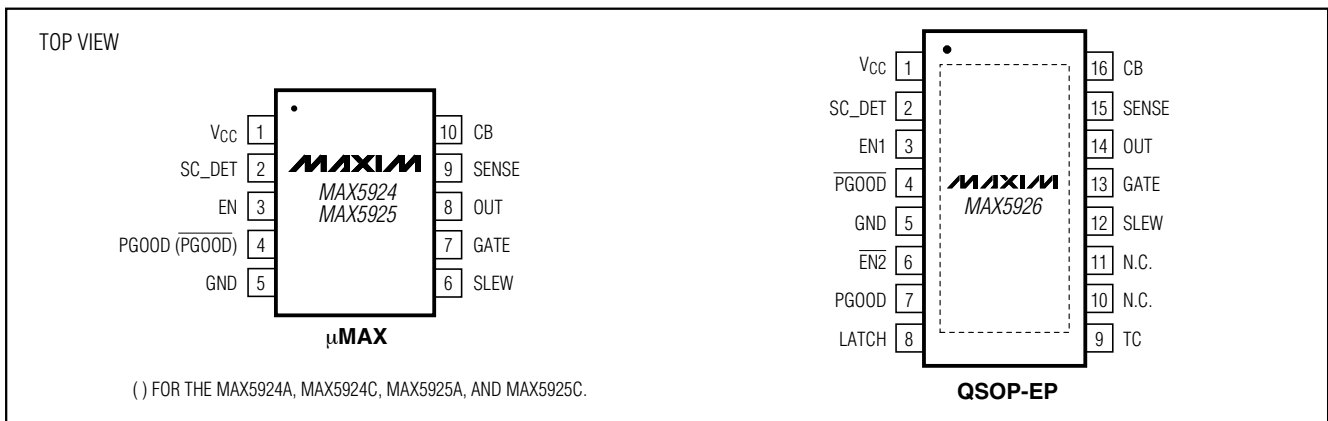 TOP VIEW
VCC 1
SC_DET 2
EN 3
PGOOD (P̅G̅O̅O̅D̅) 4
GND 5
10 CB
9 SENSE
8 OUT
7 GATE
6 SLEW
MAXIM
MAX5924
MAX5925
µMAX
( ) FOR THE MAX5924A, MAX5924C, MAX5925A, AND MAX5925C.
VCC 1
SC_DET 2
EN1 3
P̅G̅O̅O̅D̅ 4
GND 5
E̅N̅2̅ 6
PGOOD 7
LATCH 8
16 CB
15 SENSE
14 OUT
13 GATE
12 SLEW
11 N.C.
10 N.C.
9 TC
MAXIM
MAX5926
QSOP-EP